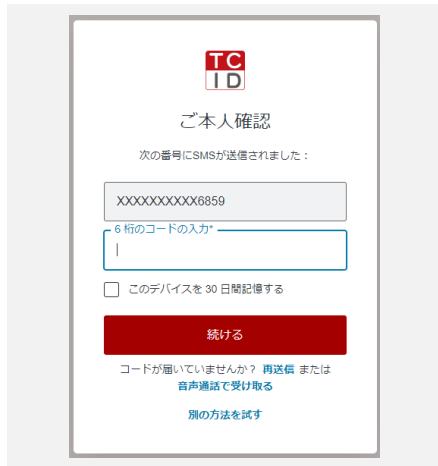 TC
ID
ご本人確認
次の番号にSMSが送信されました：
XXXXXXXXXX6859
6 桁のコードの入力*
このデバイスを 30 日間記憶する
続ける
コードが届いていませんか？ 再送信 または
音声通話で受け取る
別の方法を試す